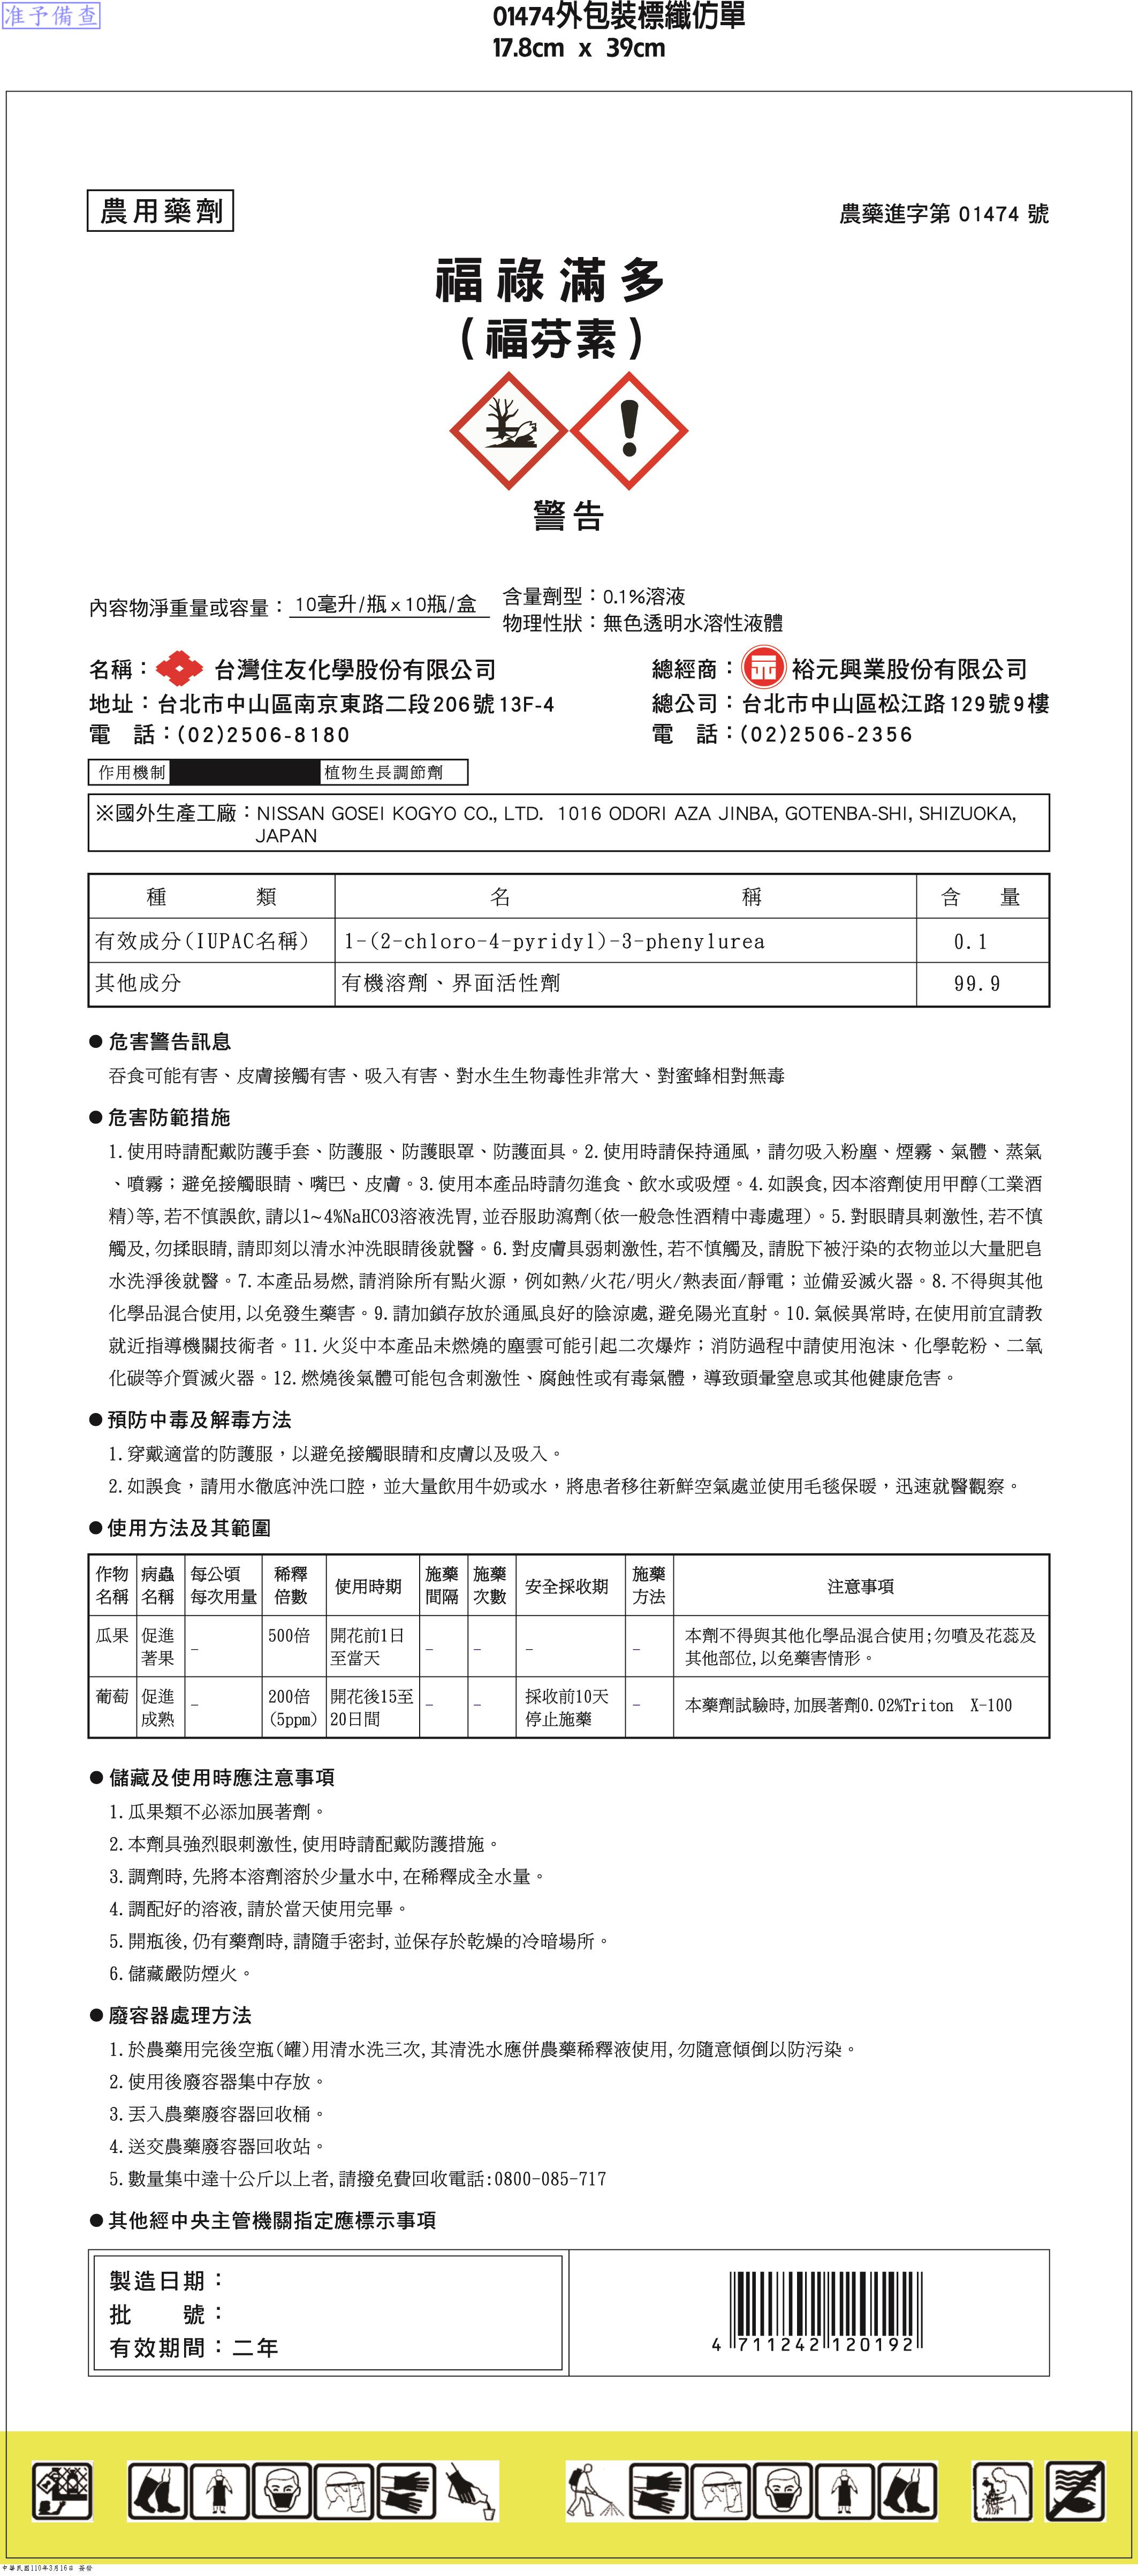 准予備查
01474外包裝標纖仿單
17.8cm x 39cm
農用藥劑
農藥進字第 01474 號
福祿滿多
(福芬素)
警告
內容物淨重量或容量：10毫升/瓶x10瓶/盒
含量劑型：0.1%溶液
物理性狀：無色透明水溶性液體
名稱：台灣住友化學股份有限公司
地址：台北市中山區南京東路二段206號13F-4
電 話：(02)2506-8180
總經商：裕元興業股份有限公司
總公司：台北市中山區松江路129號9樓
電 話：(02)2506-2356
作用機制 植物生長調節劑
※國外生產工廠：NISSAN GOSEI KOGYO CO., LTD. 1016 ODORI AZA JINBA, GOTENBA-SHI, SHIZUOKA,
JAPAN
種類 名稱 含量
有效成分(IUPAC名稱) 1-(2-chloro-4-pyridyl)-3-phenylurea 0.1
其他成分 有機溶劑、界面活性劑 99.9
●危害警告訊息
吞食可能有害、皮膚接觸有害、吸入有害、對水生生物毒性非常大、對蜜蜂相對無毒
●危害防範措施
1.使用時請配戴防護手套、防護服、防護眼罩、防護面具。2.使用時請保持通風，請勿吸入粉塵、煙霧、氣體、蒸氣
、噴霧；避免接觸眼睛、嘴巴、皮膚。3.使用本產品時請勿進食、飲水或吸煙。4.如誤食,因本溶劑使用甲醇(工業酒
精)等,若不慎誤飲,請以1~4%NaHCO3溶液洗胃,並吞服助瀉劑(依一般急性酒精中毒處理)。5.對眼睛具刺激性,若不慎
觸及,勿揉眼睛,請即刻以清水沖洗眼睛後就醫。6.對皮膚具弱刺激性,若不慎觸及,請脫下被汙染的衣物並以大量肥皂
水洗淨後就醫。7.本產品易燃,請消除所有點火源，例如熱/火花/明火/熱表面/靜電；並備妥滅火器。8.不得與其他
化學品混合使用,以免發生藥害。9.請加鎖存放於通風良好的陰涼處,避免陽光直射。10.氣候異常時,在使用前宜請教
就近指導機關技術者。11.火災中本產品未燃燒的塵雲可能引起二次爆炸；消防過程中請使用泡沫、化學乾粉、二氧
化碳等介質滅火器。12.燃燒後氣體可能包含刺激性、腐蝕性或有毒氣體，導致頭暈窒息或其他健康危害。
●預防中毒及解毒方法
1.穿戴適當的防護服，以避免接觸眼睛和皮膚以及吸入。
2.如誤食，請用水徹底沖洗口腔，並大量飲用牛奶或水，將患者移往新鮮空氣處並使用毛毯保暖，迅速就醫觀察。
●使用方法及其範圍
作物名稱 病蟲名稱 每公頃每次用量 稀釋倍數 使用時期 施藥間隔 施藥次數 安全採收期 施藥方法 注意事項
瓜果 促進著果 － 500倍 開花前1日至當天 － － － － 本劑不得與其他化學品混合使用;勿噴及花蕊及其他部位,以免藥害情形。
葡萄 促進成熟 － 200倍(5ppm) 開花後15至20日間 － － 採收前10天停止施藥 － 本藥劑試驗時,加展著劑0.02%Triton X-100
●儲藏及使用時應注意事項
1.瓜果類不必添加展著劑。
2.本劑具強烈眼刺激性,使用時請配戴防護措施。
3.調劑時,先將本溶劑溶於少量水中,在稀釋成全水量。
4.調配好的溶液,請於當天使用完畢。
5.開瓶後,仍有藥劑時,請隨手密封,並保存於乾燥的冷暗場所。
6.儲藏嚴防煙火。
●廢容器處理方法
1.於農藥用完後空瓶(罐)用清水洗三次,其清洗水應併農藥稀釋液使用,勿隨意傾倒以防污染。
2.使用後廢容器集中存放。
3.丟入農藥廢容器回收桶。
4.送交農藥廢容器回收站。
5.數量集中達十公斤以上者,請撥免費回收電話:0800-085-717
●其他經中央主管機關指定應標示事項
製造日期：
批 號：
有效期間：二年
4 711242 120192
中華民國110年3月16日 簽發